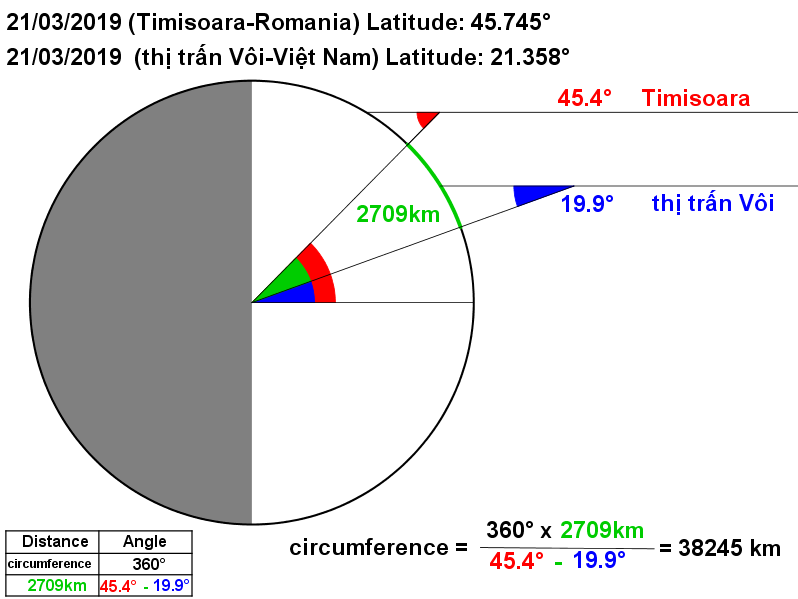 21/03/2019 (Timisoara-Romania) Latitude: 45.745°
21/03/2019 (thị trấn Vôi-Việt Nam) Latitude: 21.358°
45.4° Timisoara
19.9° thị trấn Vôi
2709km
circumference = 360° x 2709km
45.4° - 19.9° = 38245 km
Distance Angle
circumference 360°
2709km 45.4° - 19.9°